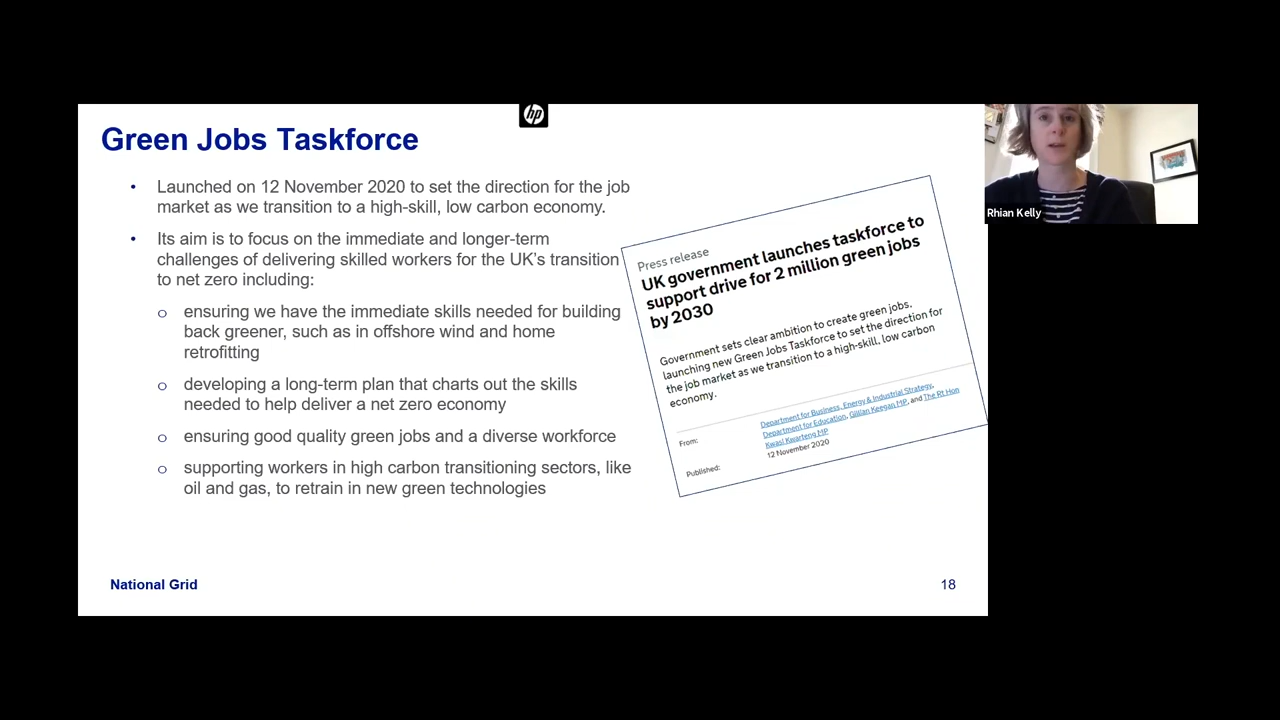 hp
Green Jobs Taskforce
• Launched on 12 November 2020 to set the direction for the job
market as we transition to a high-skill, low carbon economy.
• Its aim is to focus on the immediate and longer-term
challenges of delivering skilled workers for the UK's transition
to net zero including:
o ensuring we have the immediate skills needed for building
back greener, such as in offshore wind and home
retrofitting
o developing a long-term plan that charts out the skills
needed to help deliver a net zero economy
o ensuring good quality green jobs and a diverse workforce
o supporting workers in high carbon transitioning sectors, like
oil and gas, to retrain in new green technologies
Press release
UK government launches taskforce to
support drive for 2 million green jobs
by 2030
Government sets clear ambition to create green jobs,
launching new Green Jobs Taskforce to set the direction for
the job market as we transition to a high-skill, low carbon
economy.
From:
Department for Business, Energy & Industrial Strategy,
Department for Education, Gillian Keegan MP, and The Rt Hon
Kwasi Kwarteng MP
Published:
12 November 2020
National Grid
18
Rhian Kelly